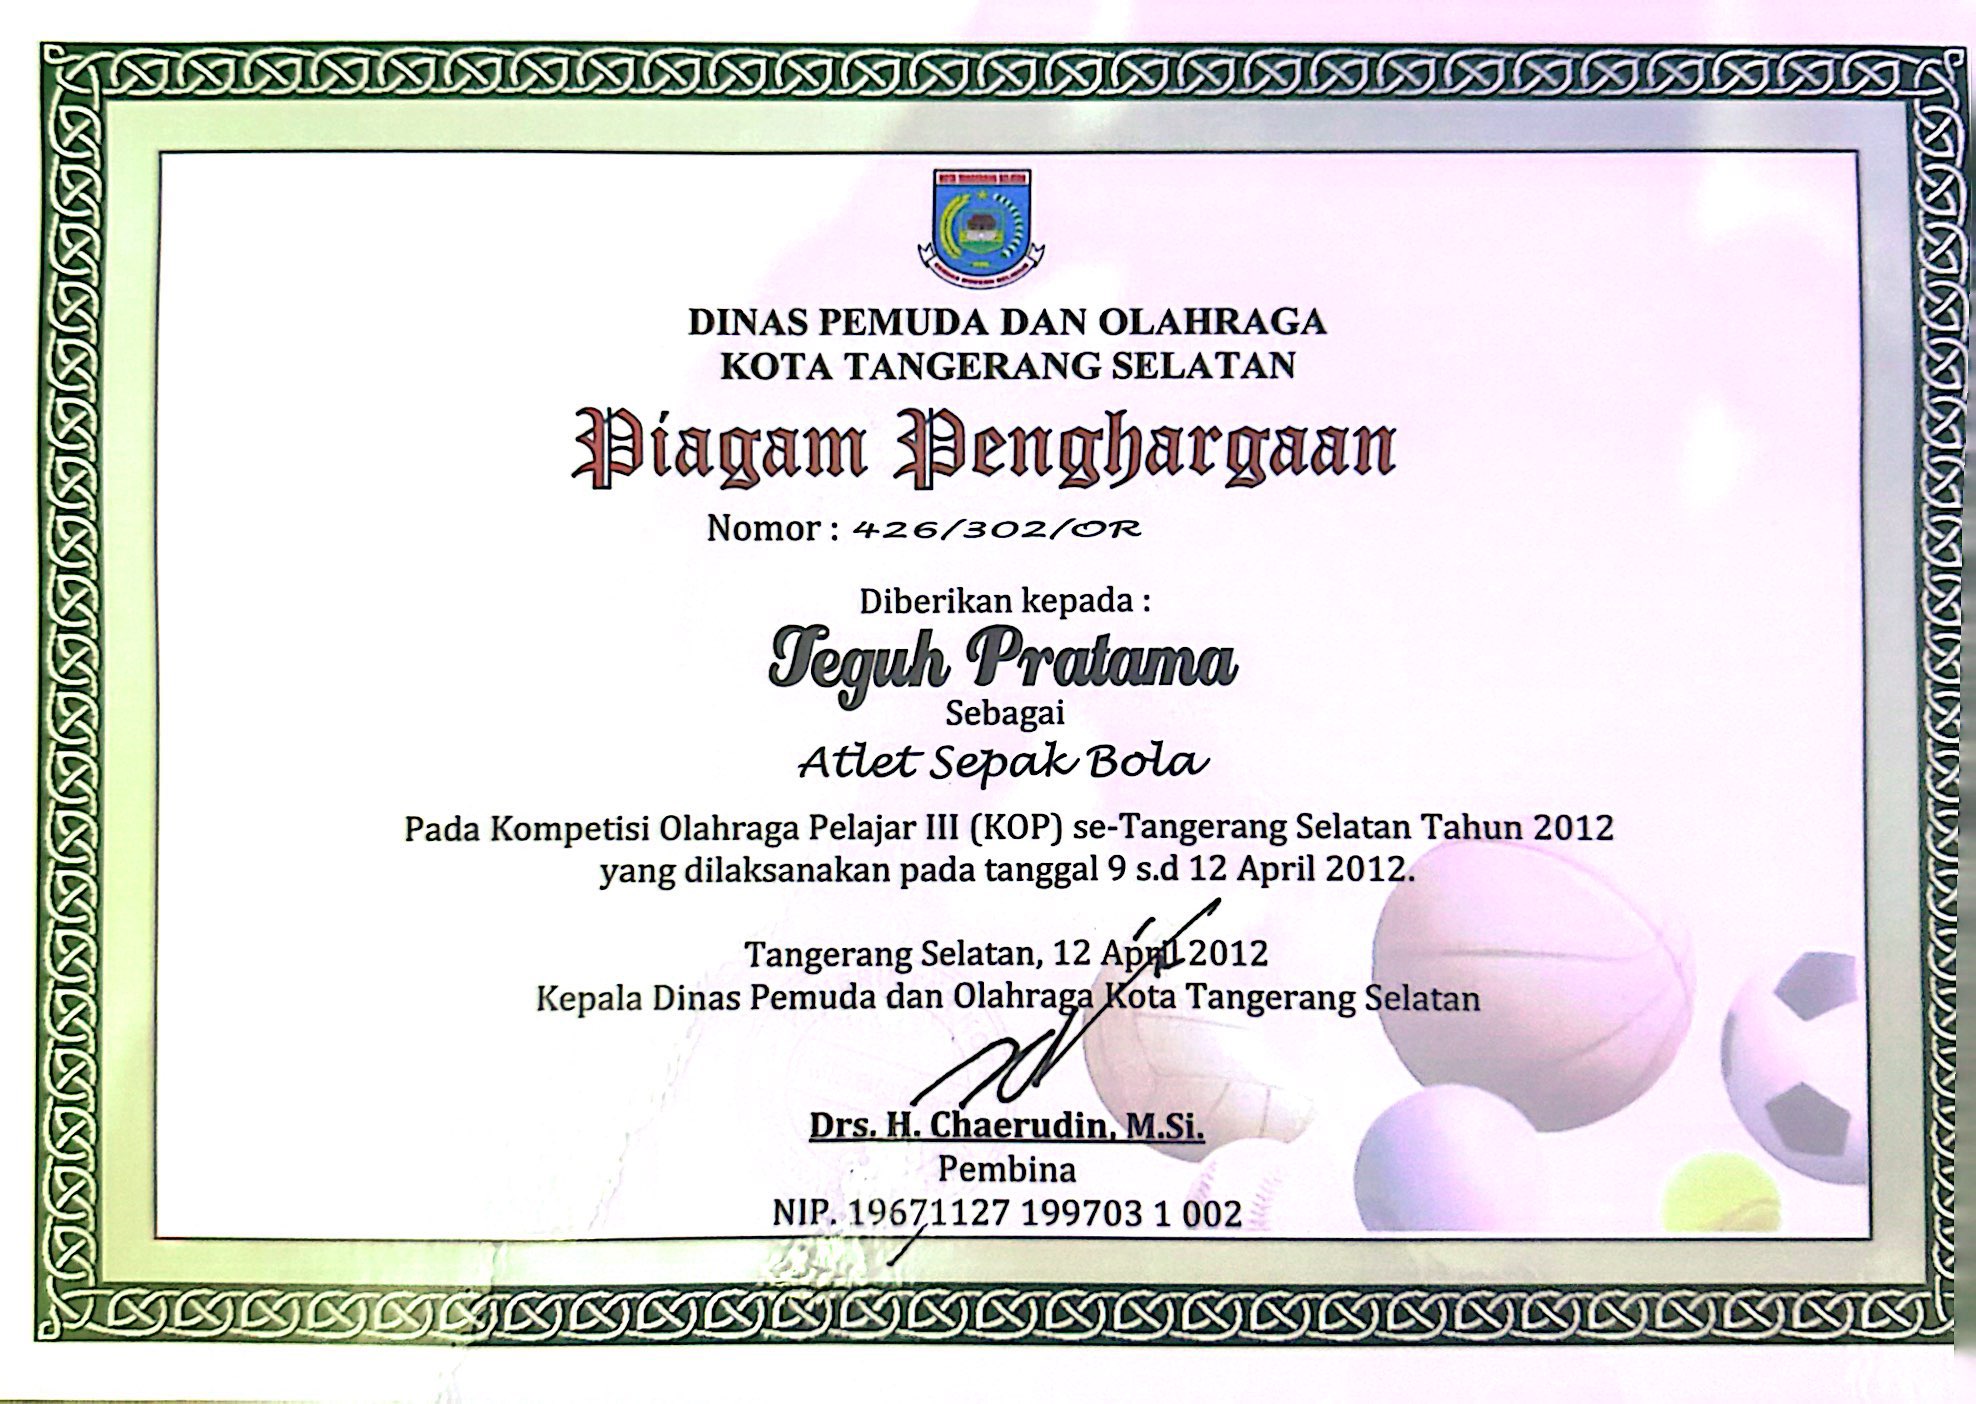 KOTA TANGERANG SELATAN
DINAS PEMUDA DAN OLAHRAGA
KOTA TANGERANG SELATAN
Piagam Penghargaan
Nomor : 426/302/OR
Diberikan kepada :
Teguh Pratama
Sebagai
Atlet Sepak Bola
Pada Kompetisi Olahraga Pelajar III (KOP) se-Tangerang Selatan Tahun 2012
yang dilaksanakan pada tanggal 9 s.d 12 April 2012.
Tangerang Selatan, 12 April 2012
Kepala Dinas Pemuda dan Olahraga Kota Tangerang Selatan
Drs. H. Chaerudin, M.Si.
Pembina
NIP. 19671127 199703 1 002